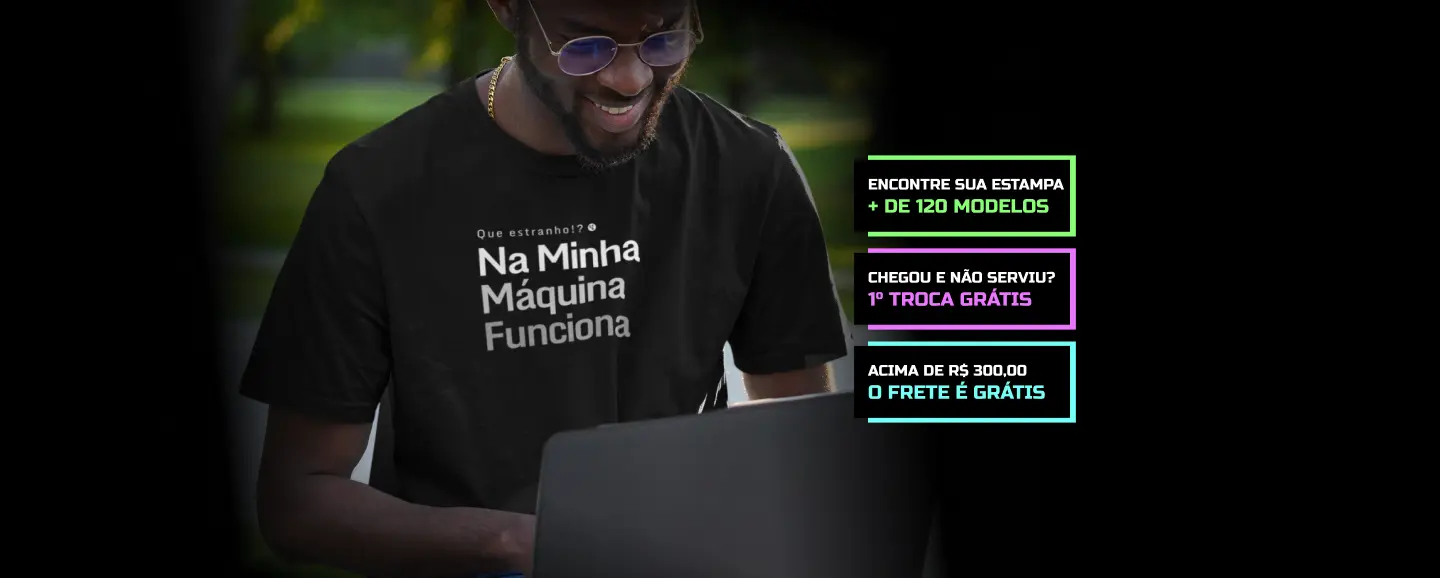 Que estranho!?
Na Minha
Máquina
Funciona
ENCONTRE SUA ESTAMPA
+ DE 120 MODELOS
CHEGOU E NÃO SERVIU?
1º TROCA GRÁTIS
ACIMA DE R$ 300,00
O FRETE É GRÁTIS